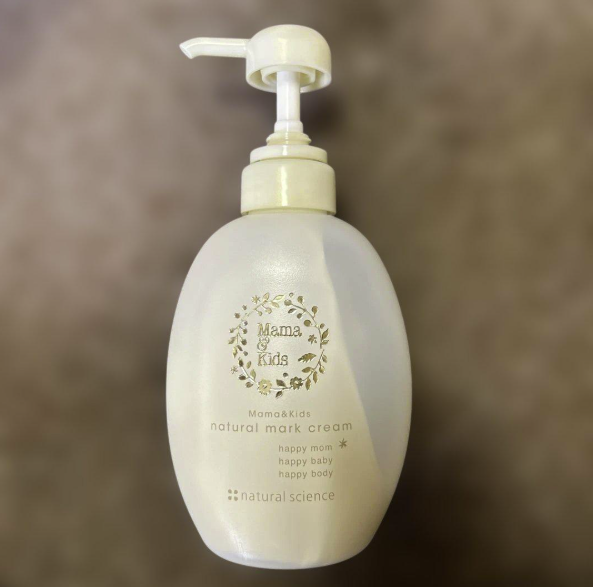 Mama
&
Kids
Mama&Kids
natural mark cream
happy mom
happy baby
happy body
natural science